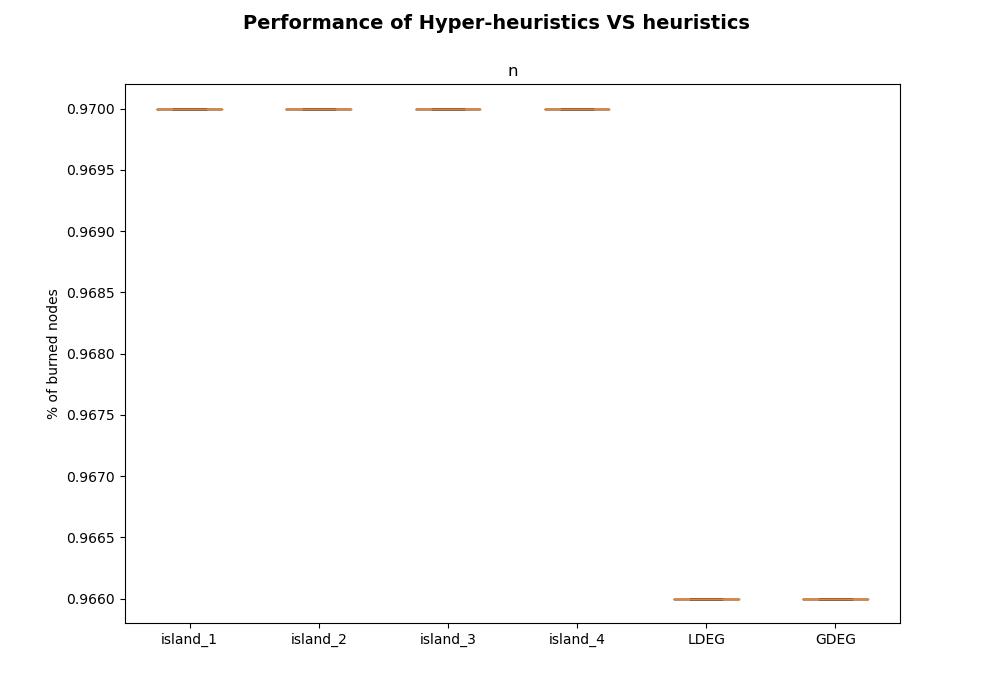 Performance of Hyper-heuristics VS heuristics
n
% of burned nodes
0.9700
0.9695
0.9690
0.9685
0.9680
0.9675
0.9670
0.9665
0.9660
island_1 island_2 island_3 island_4 LDEG GDEG